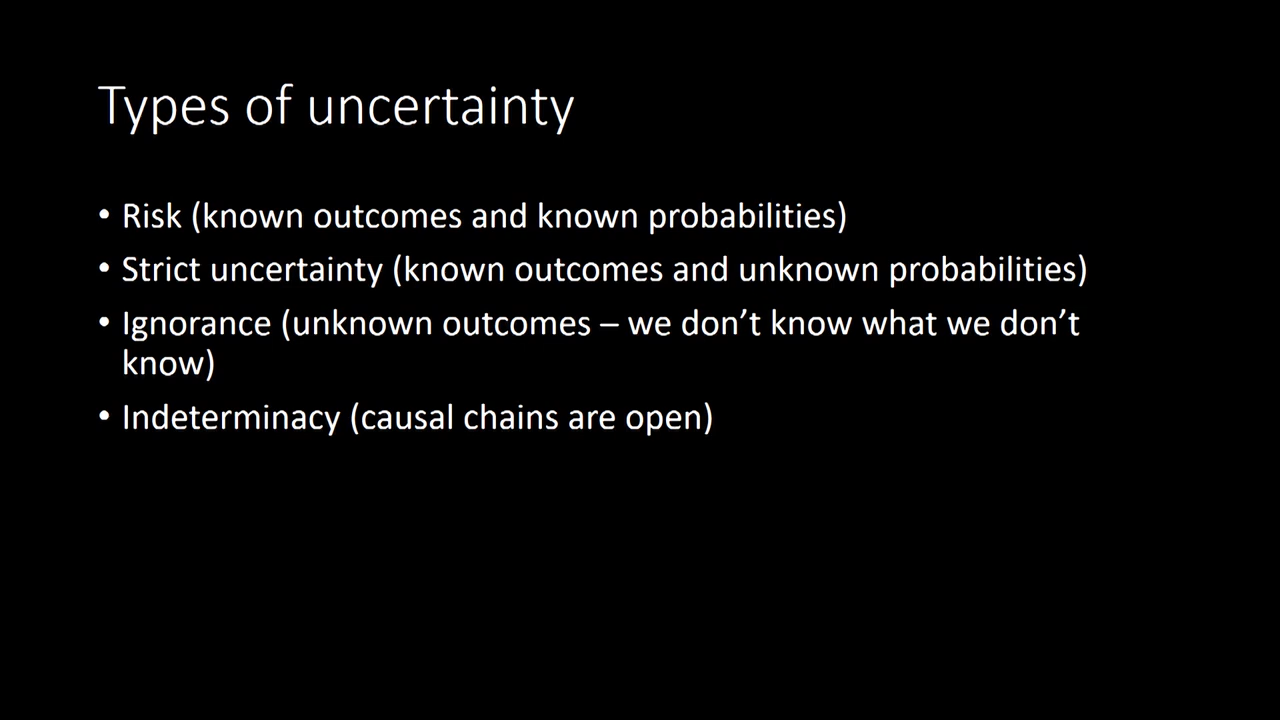 Types of uncertainty
• Risk (known outcomes and known probabilities)
• Strict uncertainty (known outcomes and unknown probabilities)
• Ignorance (unknown outcomes – we don’t know what we don’t
know)
• Indeterminacy (causal chains are open)